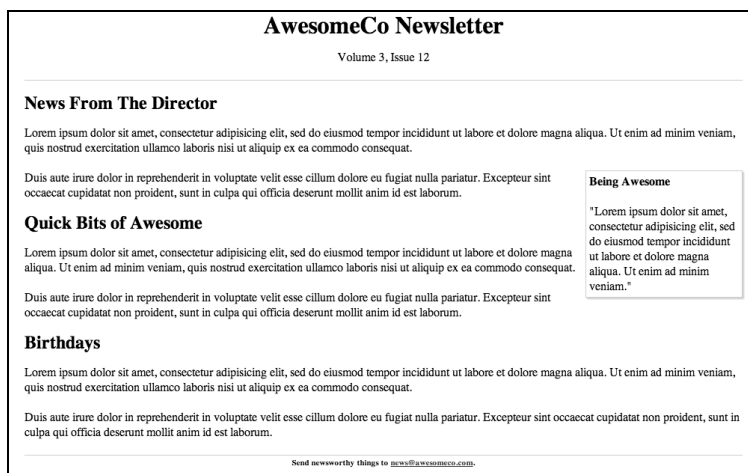 AwesomeCo Newsletter
Volume 3, Issue 12
News From The Director
Lorem ipsum dolor sit amet, consectetur adipisicing elit, sed do eiusmod tempor incididunt ut labore et dolore magna aliqua. Ut enim ad minim veniam,
quis nostrud exercitation ullamco laboris nisi ut aliquip ex ea commodo consequat.
Duis aute irure dolor in reprehenderit in voluptate velit esse cillum dolore eu fugiat nulla pariatur. Excepteur sint
occaecat cupidatat non proident, sunt in culpa qui officia deserunt mollit anim id est laborum.
Being Awesome
"Lorem ipsum dolor sit amet,
consectetur adipisicing elit, sed
do eiusmod tempor incididunt
ut labore et dolore magna
aliqua. Ut enim ad minim
veniam."
Quick Bits of Awesome
Lorem ipsum dolor sit amet, consectetur adipisicing elit, sed do eiusmod tempor incididunt ut labore et dolore magna
aliqua. Ut enim ad minim veniam, quis nostrud exercitation ullamco laboris nisi ut aliquip ex ea commodo consequat.
Duis aute irure dolor in reprehenderit in voluptate velit esse cillum dolore eu fugiat nulla pariatur. Excepteur sint
occaecat cupidatat non proident, sunt in culpa qui officia deserunt mollit anim id est laborum.
Birthdays
Lorem ipsum dolor sit amet, consectetur adipisicing elit, sed do eiusmod tempor incididunt ut labore et dolore magna aliqua. Ut enim ad minim veniam,
quis nostrud exercitation ullamco laboris nisi ut aliquip ex ea commodo consequat.
Duis aute irure dolor in reprehenderit in voluptate velit esse cillum dolore eu fugiat nulla pariatur. Excepteur sint occaecat cupidatat non proident, sunt in
culpa qui officia deserunt mollit anim id est laborum.
Send newsworthy things to news@awesomeco.com.